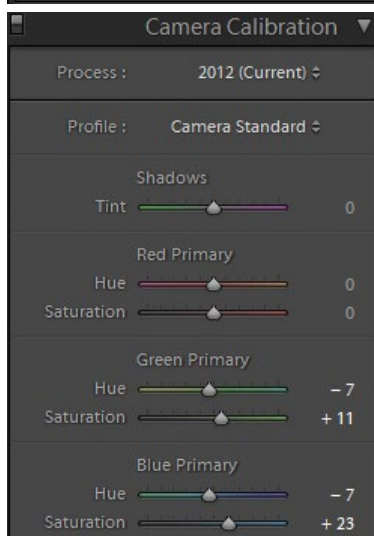 Camera Calibration
Process : 2012 (Current)
Profile : Camera Standard
Shadows
Tint 0
Red Primary
Hue 0
Saturation 0
Green Primary
Hue – 7
Saturation + 11
Blue Primary
Hue – 7
Saturation + 23